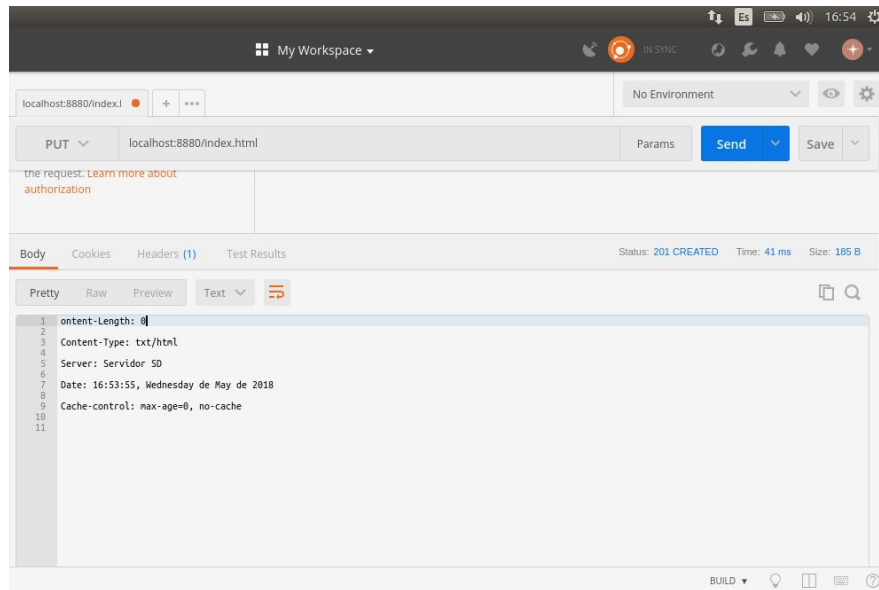 Es 16:54
My Workspace IN SYNC
localhost:8880/index.l + ••• No Environment
PUT localhost:8880/index.html Params Send Save
the request. Learn more about
authorization
Body Cookies Headers (1) Test Results Status: 201 CREATED Time: 41 ms Size: 185 B
Pretty Raw Preview Text
1 ontent-Length: 0
2
3 Content-Type: txt/html
4
5 Server: Servidor SD
6
7 Date: 16:53:55, Wednesday de May de 2018
8
9 Cache-control: max-age=0, no-cache
10
11
BUILD